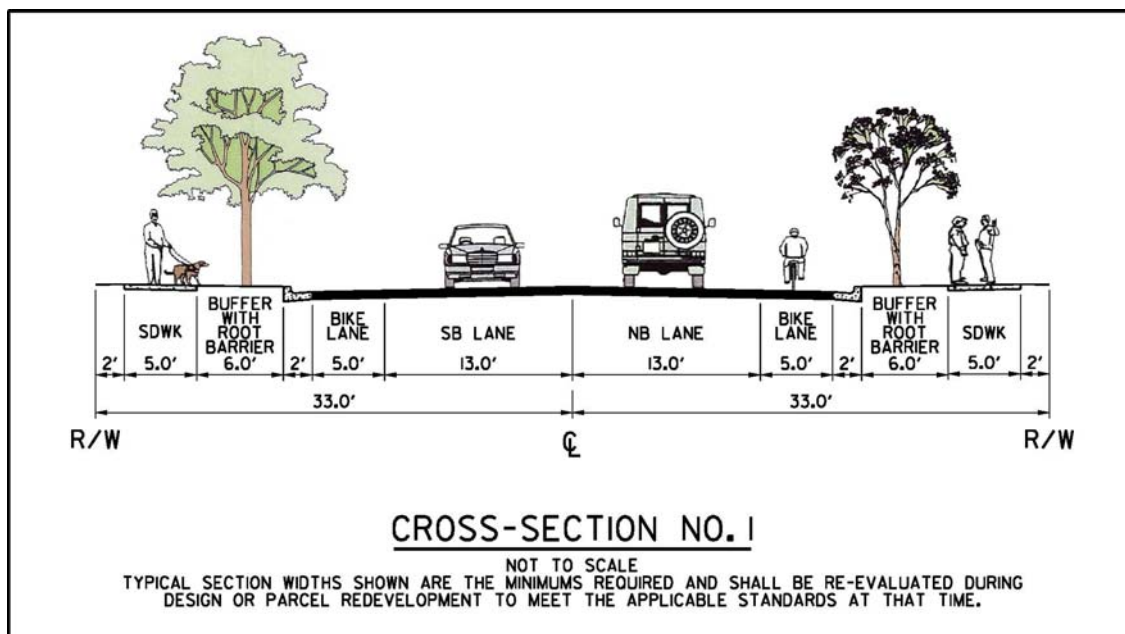 SDWK
BUFFER
WITH
ROOT
BARRIER
BIKE
LANE
SB LANE
NB LANE
BIKE
LANE
BUFFER
WITH
ROOT
BARRIER
SDWK
2' 5.0' 6.0' 2' 5.0' 13.0' 13.0' 5.0' 2' 6.0' 5.0' 2'
33.0' 33.0'
R/W ℄ R/W
CROSS-SECTION NO. 1
NOT TO SCALE
TYPICAL SECTION WIDTHS SHOWN ARE THE MINIMUMS REQUIRED AND SHALL BE RE-EVALUATED DURING
DESIGN OR PARCEL REDEVELOPMENT TO MEET THE APPLICABLE STANDARDS AT THAT TIME.